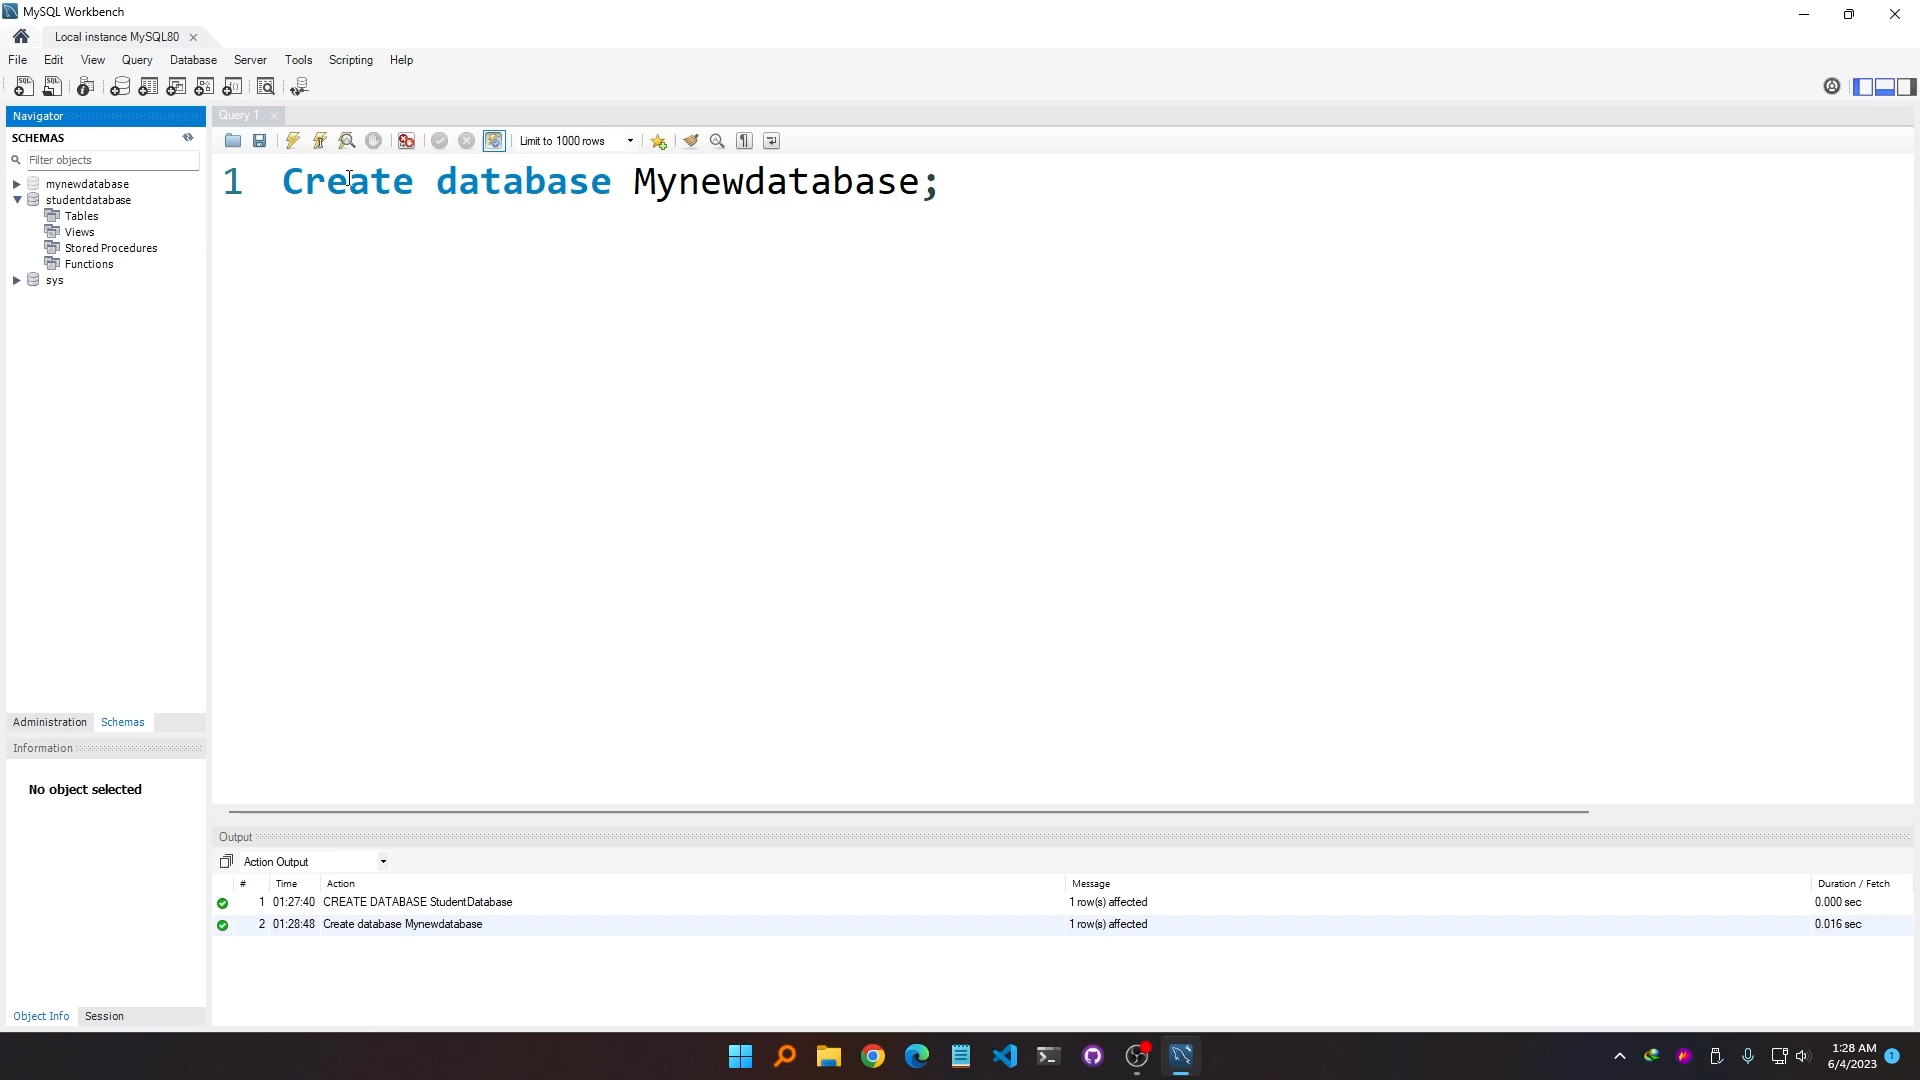 MySQL Workbench
Local instance MySQL80
File Edit View Query Database Server Tools Scripting Help
Navigator
SCHEMAS
Filter objects
mynewdatabase
studentdatabase
Tables
Views
Stored Procedures
Functions
sys
Administration Schemas
Information
No object selected
Object Info Session
Query 1
Limit to 1000 rows
1 Create database Mynewdatabase;
Output
Action Output
# Time Action Message Duration / Fetch
1 01:27:40 CREATE DATABASE StudentDatabase 1 row(s) affected 0.000 sec
2 01:28:48 Create database Mynewdatabase 1 row(s) affected 0.016 sec
1:28 AM
6/4/2023
1